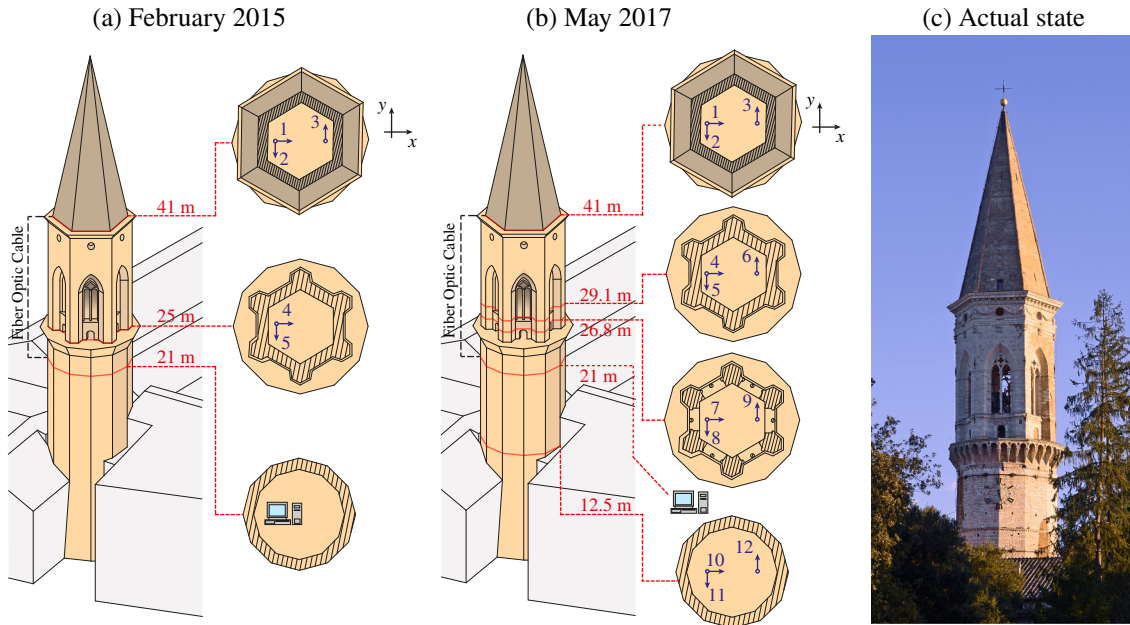 (a) February 2015
(b) May 2017
(c) Actual state
1
2
3
y
x
41 m
Fiber Optic Cable
4
5
25 m
21 m
1
2
3
y
x
41 m
Fiber Optic Cable
4
5
6
29.1 m
26.8 m
21 m
7
8
9
12.5 m
10
11
12